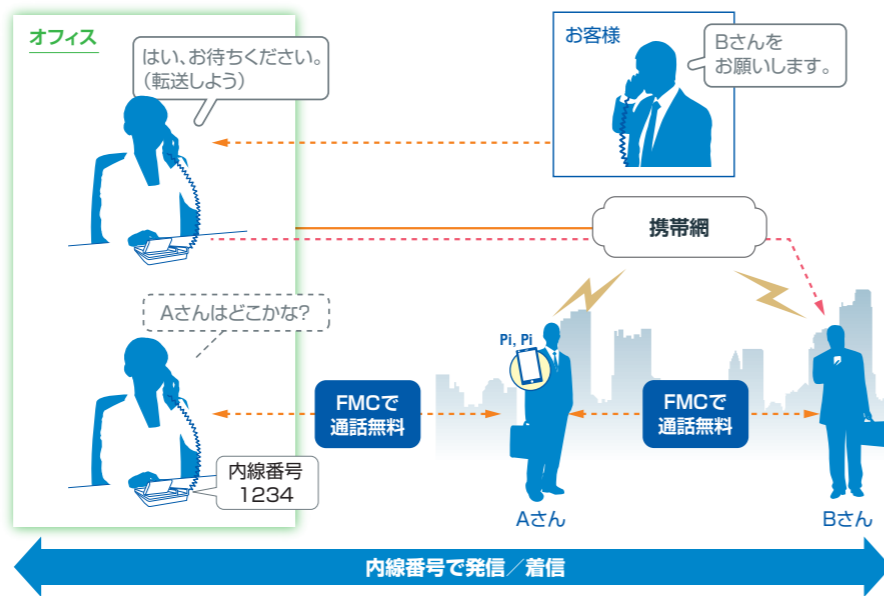 オフィス
はい、お待ちください。
（転送しよう）
お客様
Bさんを
お願いします。
携帯網
Aさんはどこかな？
Pi, Pi
FMCで
通話無料
FMCで
通話無料
内線番号
1234
Aさん
Bさん
内線番号で発信／着信